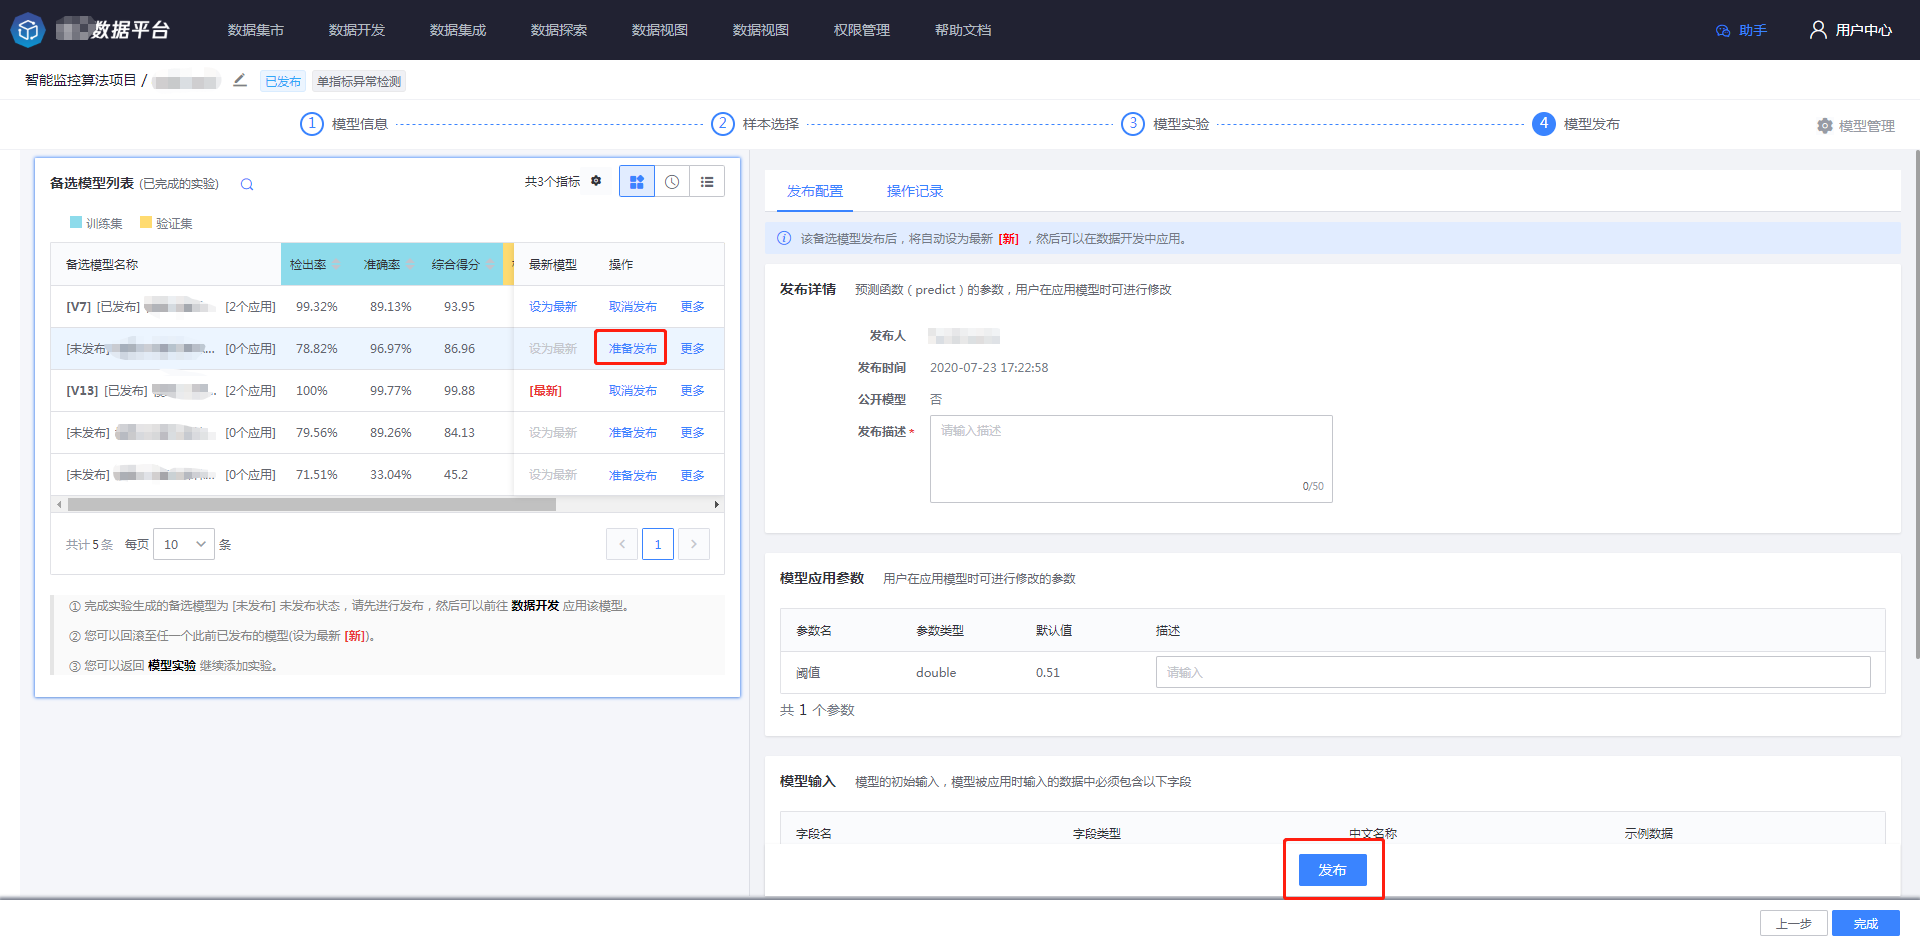 数据平台 数据集市 数据开发 数据集成 数据探索 数据视图 数据视图 权限管理 帮助文档 助手 用户中心
智能监控算法项目 / 已发布 单指标异常检测
1 模型信息 2 样本选择 3 模型实验 4 模型发布 模型管理
备选模型列表 (已完成的实验) 共3个指标
训练集 验证集
备选模型名称 检出率 准确率 综合得分 最新模型 操作
[V7] [已发布] [2个应用] 99.32% 89.13% 93.95 设为最新 取消发布 更多
[未发布] ... [0个应用] 78.82% 96.97% 86.96 设为最新 准备发布 更多
[V13] [已发布] ... [2个应用] 100% 99.77% 99.88 [最新] 取消发布 更多
[未发布] [0个应用] 79.56% 89.26% 84.13 设为最新 准备发布 更多
[未发布] ... [0个应用] 71.51% 33.04% 45.2 设为最新 准备发布 更多
共计5条 每页 10 条 1
① 完成实验生成的备选模型为 [未发布] 未发布状态，请先进行发布，然后可以前往 数据开发 应用该模型。
② 您可以回滚至任一个此前已发布的模型(设为最新 [新])。
③ 您可以返回 模型实验 继续添加实验。
发布配置 操作记录
该备选模型发布后，将自动设为最新 [新] ，然后可以在数据开发中应用。
发布详情 预测函数（predict）的参数，用户在应用模型时可进行修改
发布人
发布时间 2020-07-23 17:22:58
公开模型 否
发布描述 * 请输入描述
0/50
模型应用参数 用户在应用模型时可进行修改的参数
参数名 参数类型 默认值 描述
阈值 double 0.51 请输入
共 1 个参数
模型输入 模型的初始输入，模型被应用时输入的数据中必须包含以下字段
字段名 字段类型 中文名称 示例数据
发布
上一步 完成